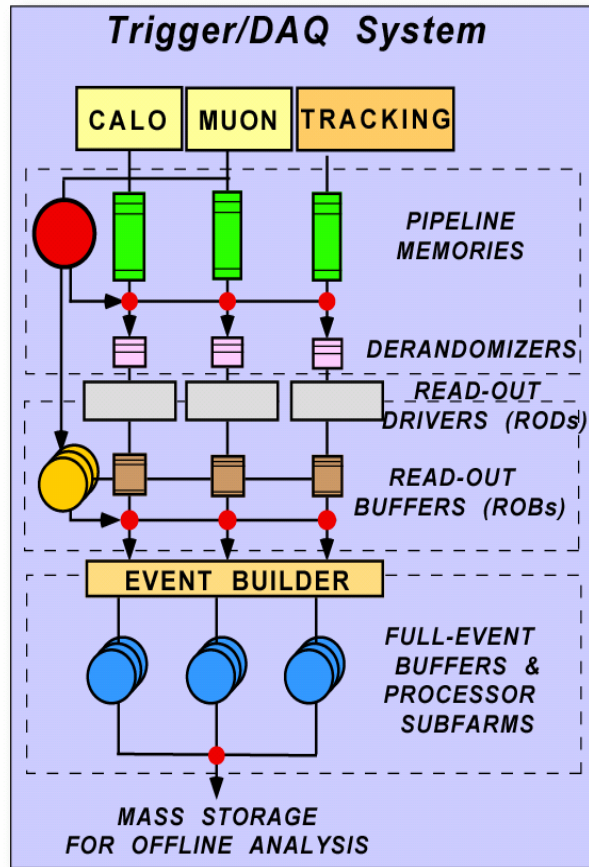 Trigger/DAQ System
CALO MUON TRACKING
PIPELINE
MEMORIES
DERANDOMIZERS
READ-OUT
DRIVERS (RODs)
READ-OUT
BUFFERS (ROBs)
EVENT BUILDER
FULL-EVENT
BUFFERS &
PROCESSOR
SUBFARMS
MASS STORAGE
FOR OFFLINE ANALYSIS